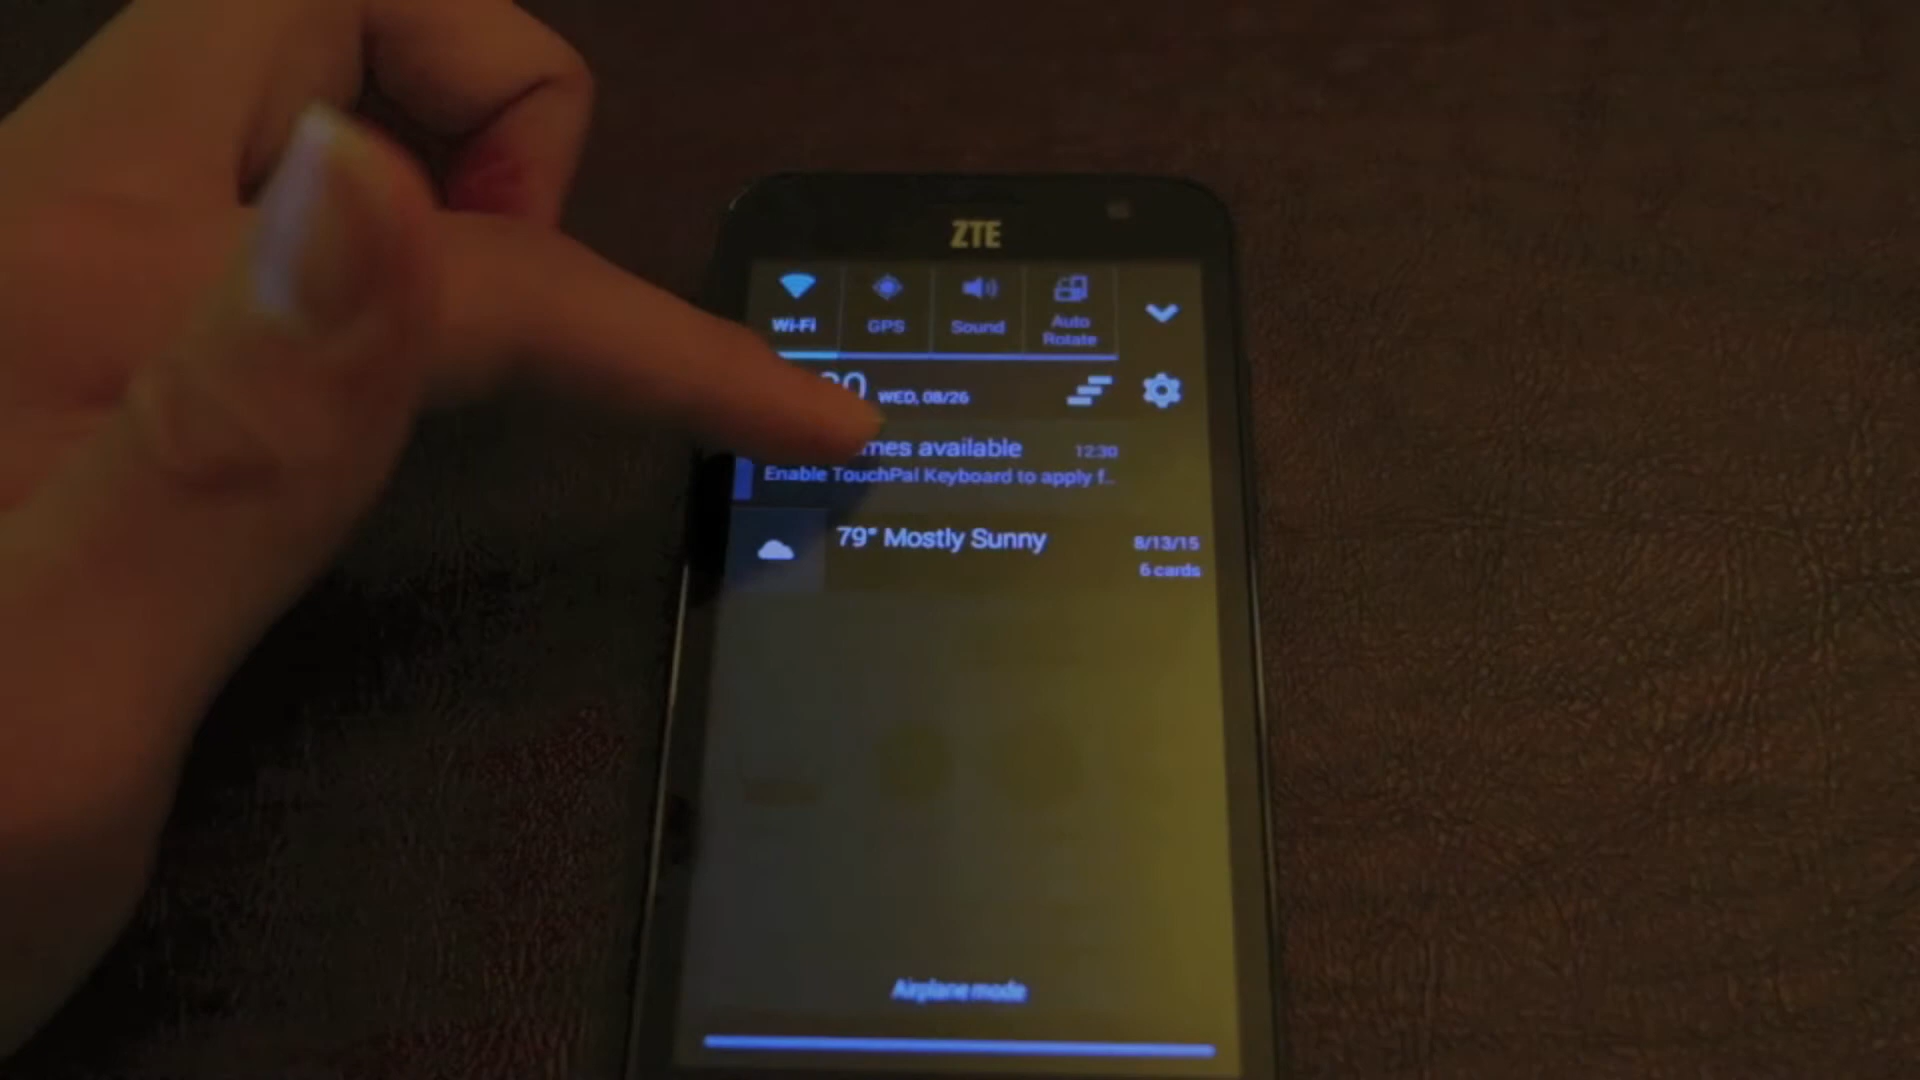 ZTE
Wi-Fi GPS Sound Auto Rotate
WED, 08/26
available 12:30
Enable TouchPal Keyboard to apply f..
79° Mostly Sunny 8/13/15
6 cards
Airplane mode